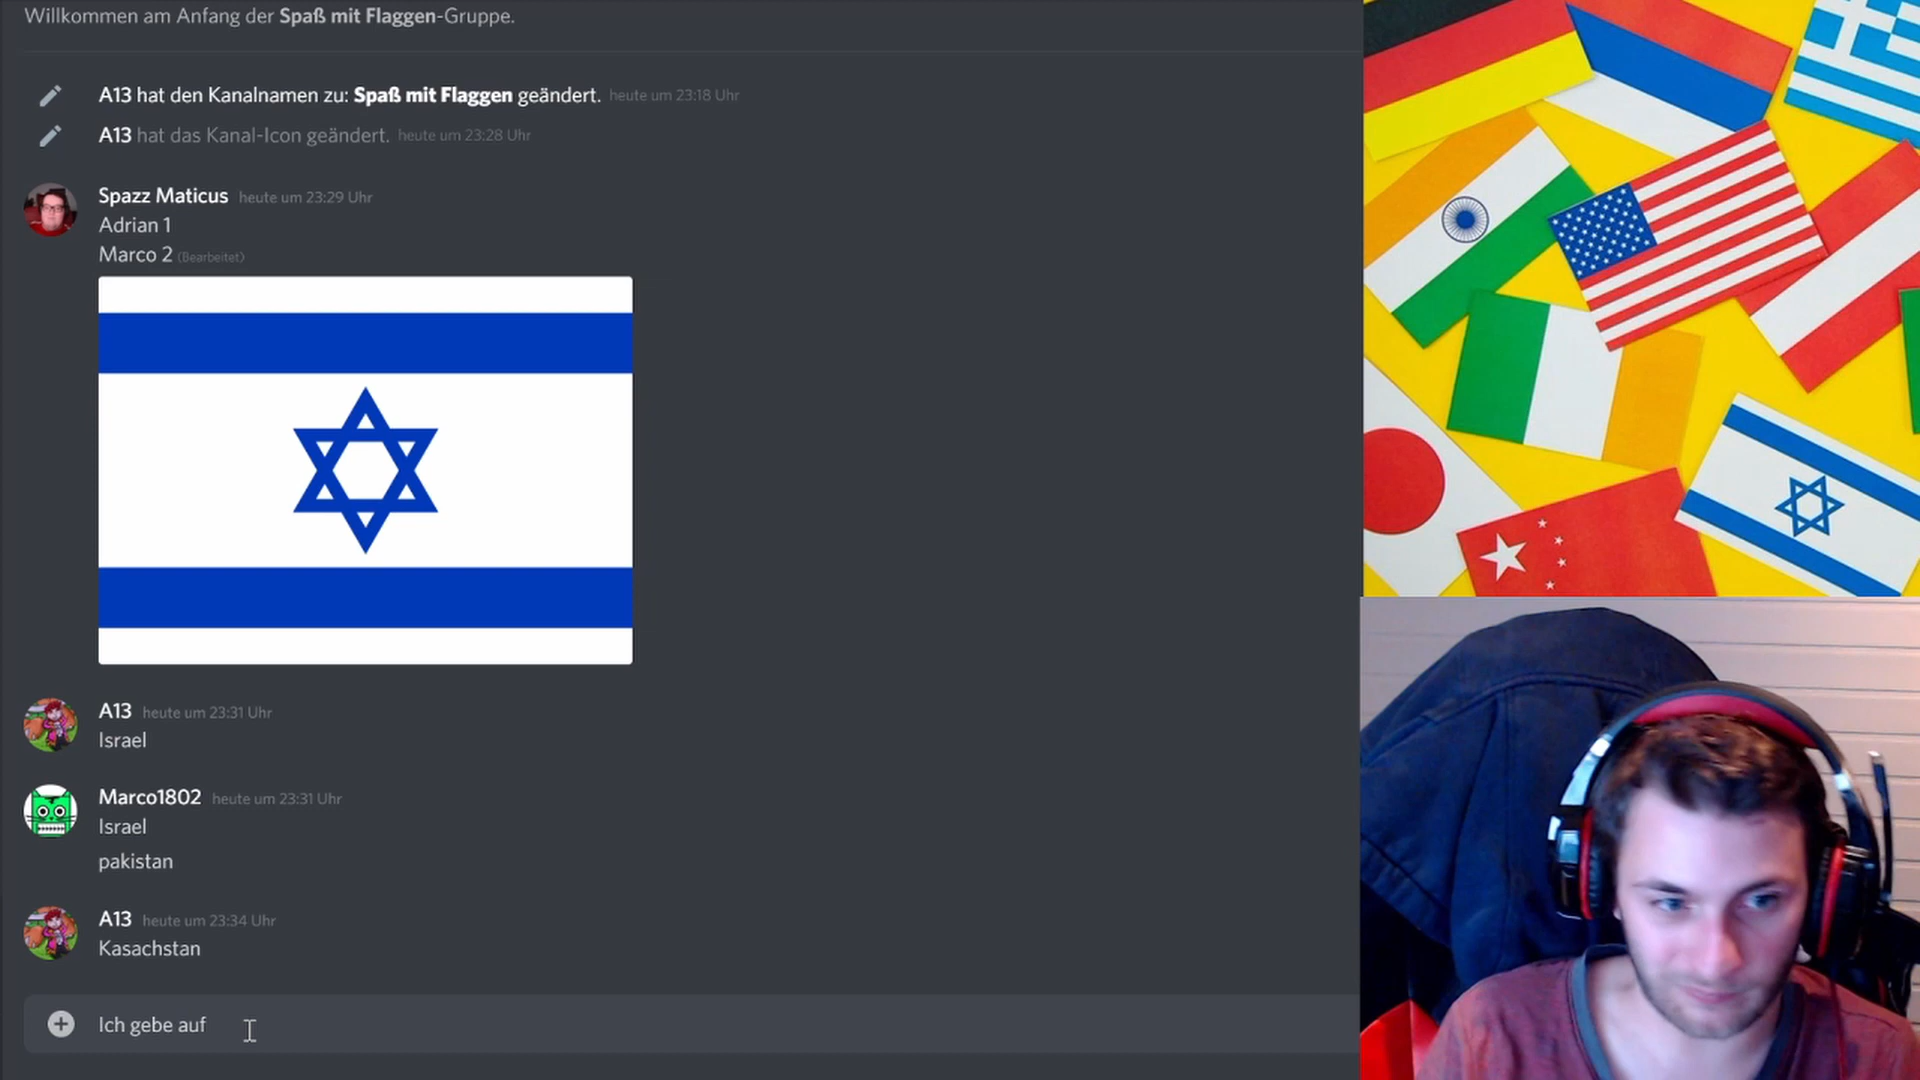 Willkommen am Anfang der Spaß mit Flaggen-Gruppe.
A13 hat den Kanalnamen zu: Spaß mit Flaggen geändert. heute um 23:18 Uhr
A13 hat das Kanal-Icon geändert. heute um 23:28 Uhr
Spazz Maticus heute um 23:29 Uhr
Adrian 1
Marco 2 (Bearbeitet)
A13 heute um 23:31 Uhr
Israel
Marco1802 heute um 23:31 Uhr
Israel
pakistan
A13 heute um 23:34 Uhr
Kasachstan
Ich gebe auf